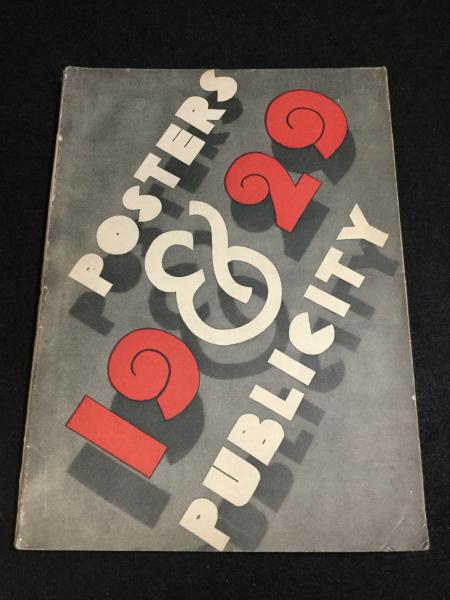 POSTERS
&
PUBLICITY
1929